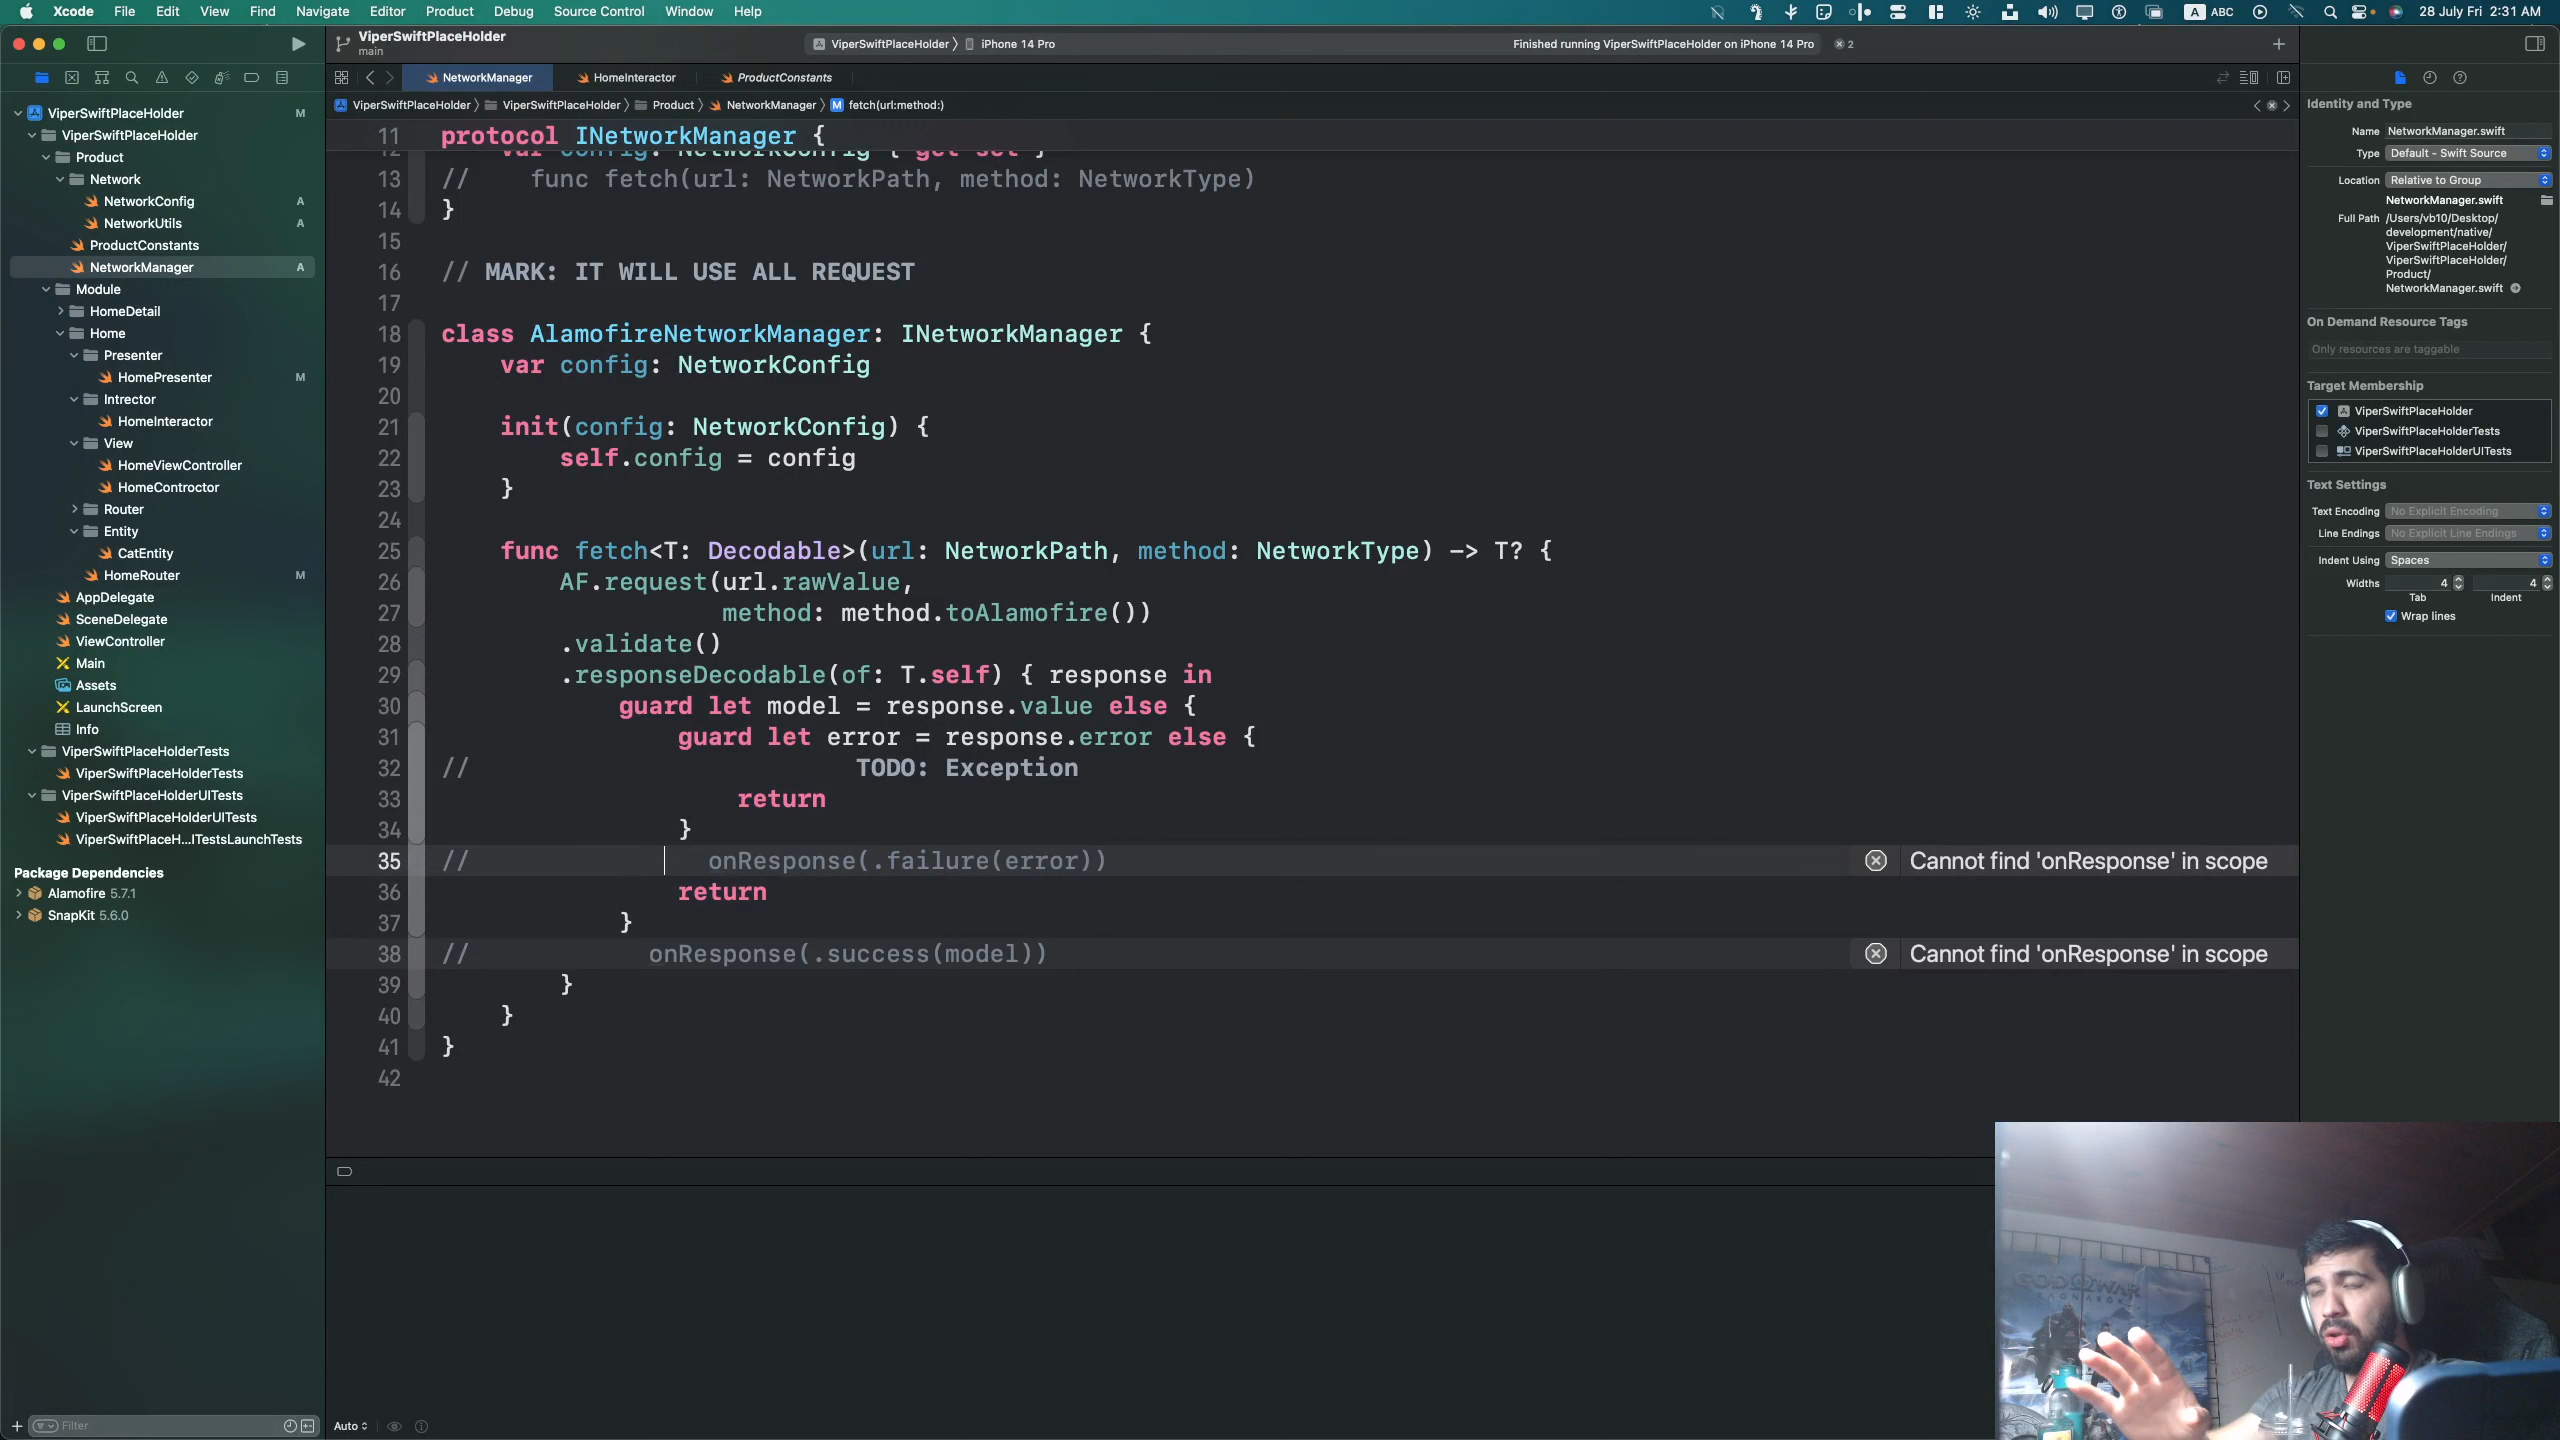 Xcode File Edit View Find Navigate Editor Product Debug Source Control Window Help
A ABC 28 July Fri 2:31 AM
ViperSwiftPlaceHolder
main
ViperSwiftPlaceHolder iPhone 14 Pro
Finished running ViperSwiftPlaceHolder on iPhone 14 Pro 2
NetworkManager HomeInteractor ProductConstants
ViperSwiftPlaceHolder ViperSwiftPlaceHolder Product NetworkManager M fetch(url:method:)
ViperSwiftPlaceHolder M
ViperSwiftPlaceHolder
Product
Network
NetworkConfig A
NetworkUtils A
ProductConstants
NetworkManager A
Module
HomeDetail
Home
Presenter
HomePresenter M
Intrector
HomeInteractor
View
HomeViewController
HomeControctor
Router
Entity
CatEntity
HomeRouter M
AppDelegate
SceneDelegate
ViewController
Main
Assets
LaunchScreen
Info
ViperSwiftPlaceHolderTests
ViperSwiftPlaceHolderTests
ViperSwiftPlaceHolderUITests
ViperSwiftPlaceHolderUITests
ViperSwiftPlaceH...ITestsLaunchTests
Package Dependencies
Alamofire 5.7.1
SnapKit 5.6.0
Filter
11 protocol INetworkManager {
12 var config: NetworkConfig { get set }
13 // func fetch(url: NetworkPath, method: NetworkType)
14 }
15
16 // MARK: IT WILL USE ALL REQUEST
17
18 class AlamofireNetworkManager: INetworkManager {
19 var config: NetworkConfig
20
21 init(config: NetworkConfig) {
22 self.config = config
23 }
24
25 func fetch<T: Decodable>(url: NetworkPath, method: NetworkType) -> T? {
26 AF.request(url.rawValue,
27 method: method.toAlamofire())
28 .validate()
29 .responseDecodable(of: T.self) { response in
30 guard let model = response.value else {
31 guard let error = response.error else {
32 // TODO: Exception
33 return
34 }
35 // onResponse(.failure(error)) Cannot find 'onResponse' in scope
36 return
37 }
38 // onResponse(.success(model)) Cannot find 'onResponse' in scope
39 }
40 }
41 }
42
Auto
Identity and Type
Name NetworkManager.swift
Type Default - Swift Source
Location Relative to Group
NetworkManager.swift
Full Path /Users/vb10/Desktop/
development/native/
ViperSwiftPlaceHolder/
ViperSwiftPlaceHolder/
Product/
NetworkManager.swift
On Demand Resource Tags
Only resources are taggable
Target Membership
ViperSwiftPlaceHolder
ViperSwiftPlaceHolderTests
ViperSwiftPlaceHolderUITests
Text Settings
Text Encoding No Explicit Encoding
Line Endings No Explicit Line Endings
Indent Using Spaces
Widths 4 4
Tab Indent
Wrap lines
GOD OF WAR
RAGNARÖK